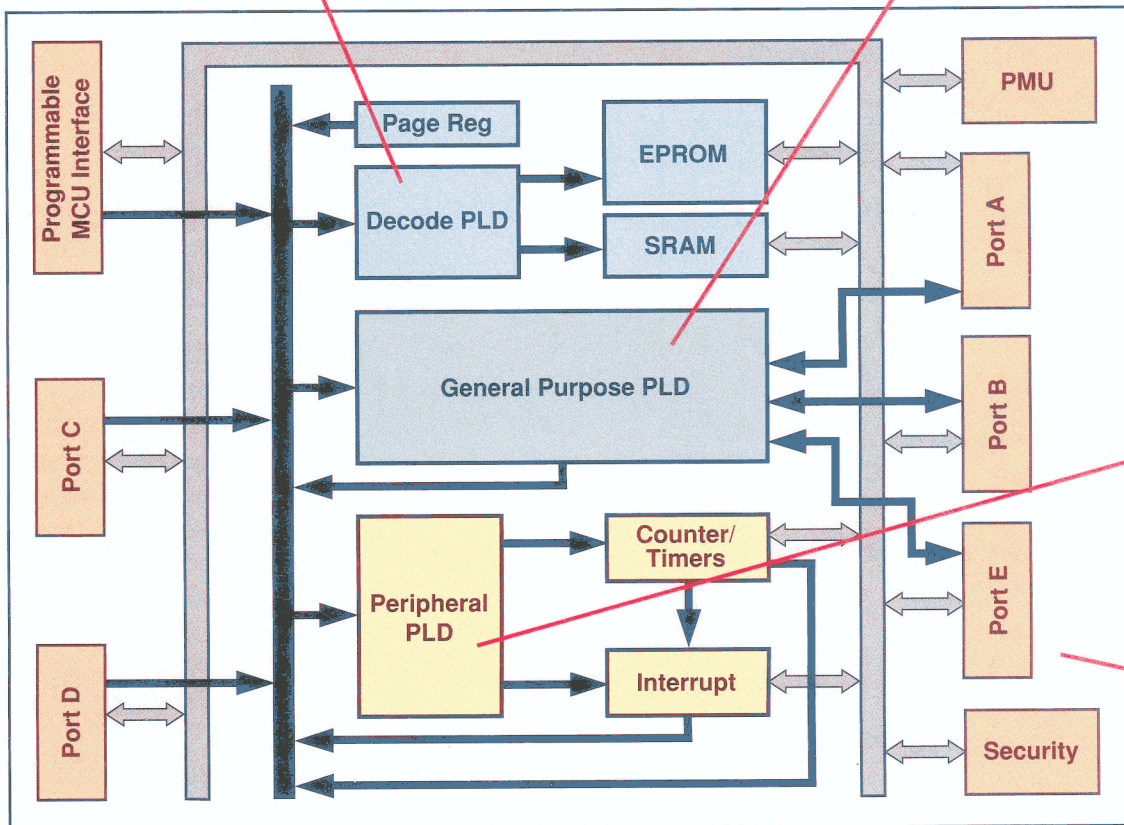 Programmable
MCU Interface
Port C
Port D
Page Reg
Decode PLD
EPROM
SRAM
General Purpose PLD
Peripheral
PLD
Counter/
Timers
Interrupt
PMU
Port A
Port B
Port E
Security